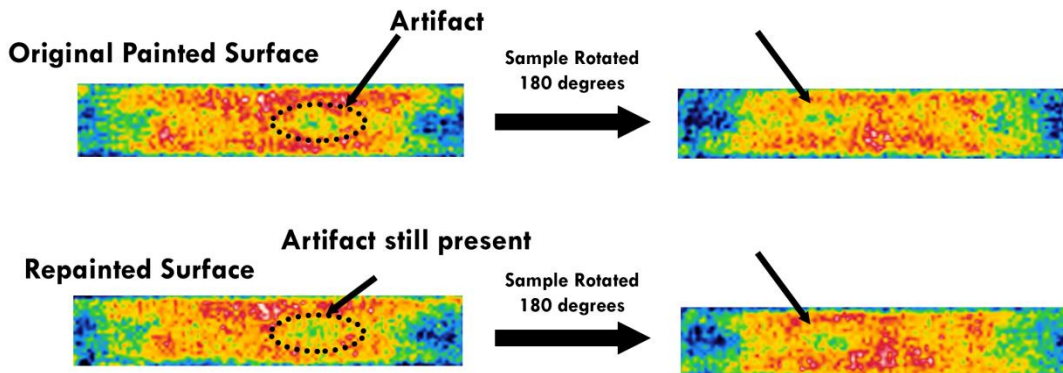 Artifact
Original Painted Surface
Sample Rotated
180 degrees
Artifact still present
Repainted Surface
Sample Rotated
180 degrees